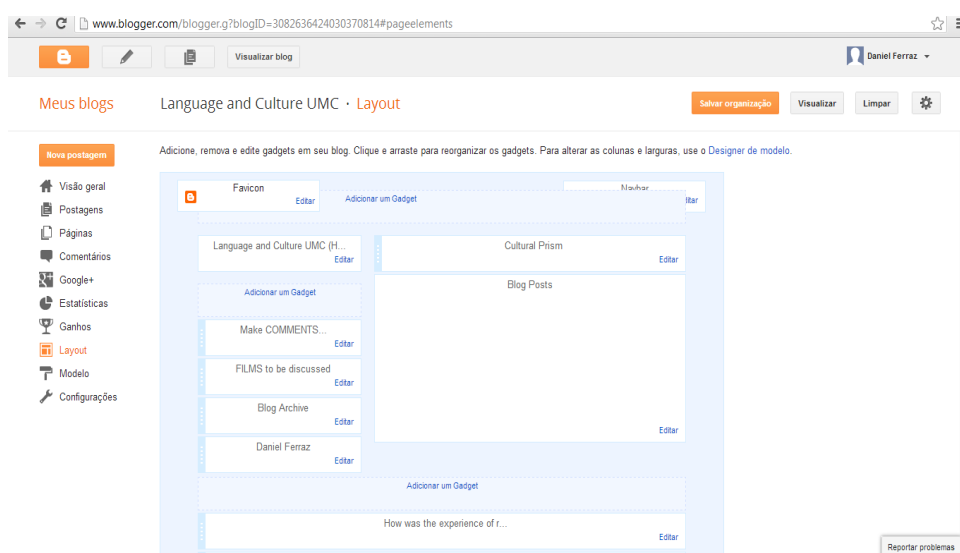 www.blogger.com/blogger.g?blogID=3082636424030370814#pageelements
Visualizar blog
Daniel Ferraz
Meus blogs
Language and Culture UMC · Layout
Salvar organização
Visualizar
Limpar
Nova postagem
Adicione, remova e edite gadgets em seu blog. Clique e arraste para reorganizar os gadgets. Para alterar as colunas e larguras, use o Designer de modelo.
Visão geral
Postagens
Páginas
Comentários
Google+
Estatísticas
Ganhos
Layout
Modelo
Configurações
Favicon
Editar
Adicionar um Gadget
Navbar
Editar
Language and Culture UMC (H...
Editar
Cultural Prism
Editar
Adicionar um Gadget
Blog Posts
Editar
Make COMMENTS...
Editar
FILMS to be discussed
Editar
Blog Archive
Editar
Daniel Ferraz
Editar
Adicionar um Gadget
How was the experience of r...
Editar
Reportar problemas